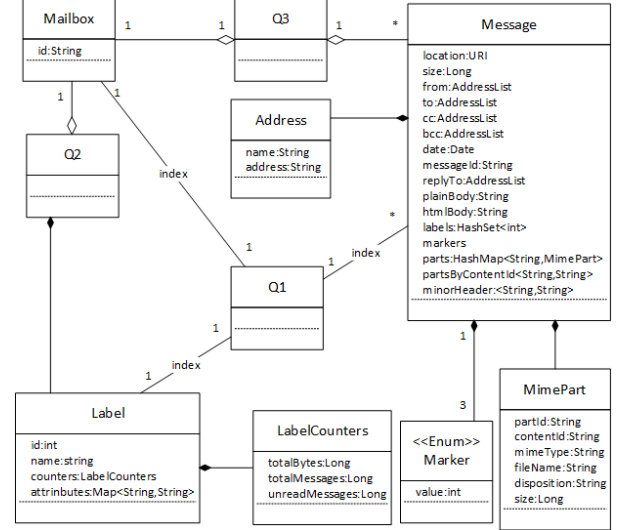 Mailbox
id:String
1
1
Q3
1
*
Message
location:URI
size:Long
from:AddressList
to:AddressList
cc:AddressList
bcc:AddressList
date:Date
messageId:String
replyTo:AddressList
plainBody:String
htmlBody:String
labels:HashSet<int>
markers
parts:HashMap<String,MimePart>
partsByContentId<String,String>
minorHeader:<String,String>
Address
name:String
address:String
1
1
Q2
index
*
1
1
index
Q1
1
index
1
1
3
Label
id:int
name:string
counters:LabelCounters
attributes:Map<String,String>
LabelCounters
totalBytes:Long
totalMessages:Long
unreadMessages:Long
<<Enum>>
Marker
value:int
MimePart
partId:String
contentId:String
mimeType:String
fileName:String
disposition:String
size:Long